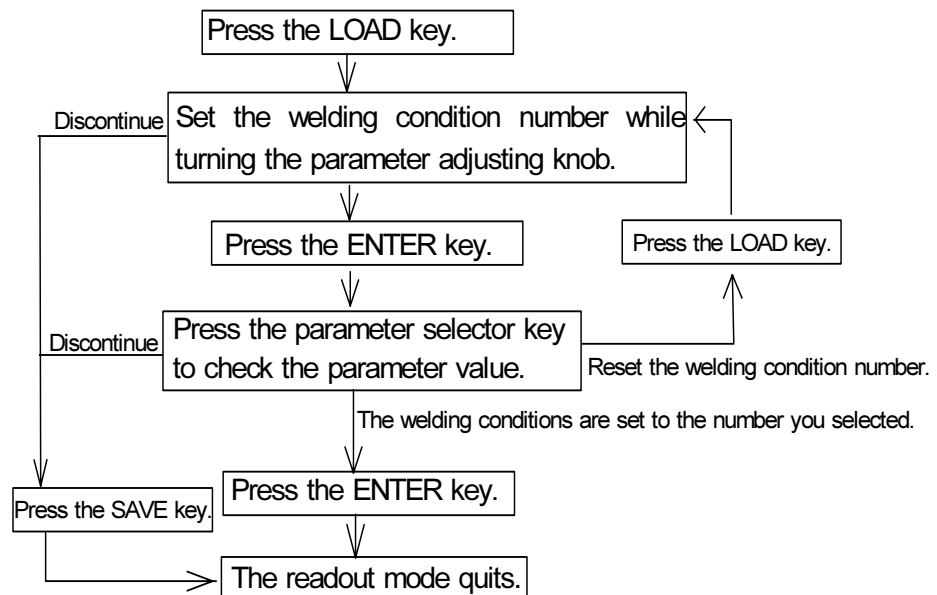 Press the LOAD key.
Discontinue
Set the welding condition number while
turning the parameter adjusting knob.
Press the ENTER key.
Press the LOAD key.
Discontinue
Press the parameter selector key
to check the parameter value.
Reset the welding condition number.
The welding conditions are set to the number you selected.
Press the SAVE key.
Press the ENTER key.
The readout mode quits.